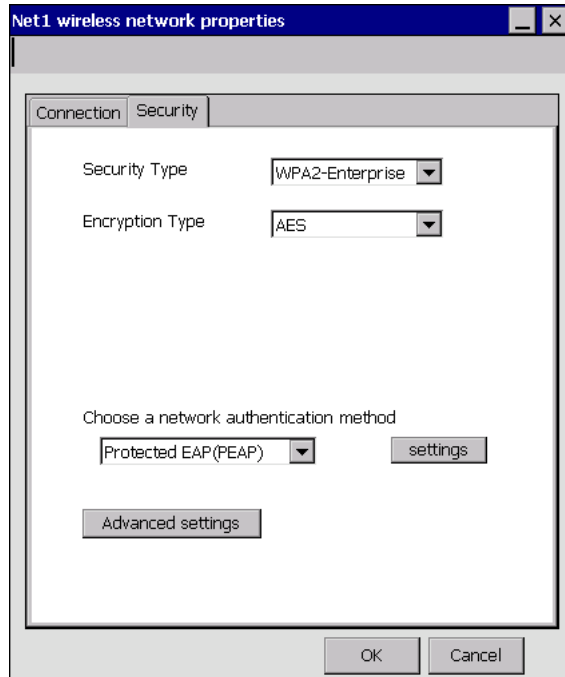 Net1 wireless network properties
Connection Security
Security Type WPA2-Enterprise
Encryption Type AES
Choose a network authentication method
Protected EAP(PEAP) settings
Advanced settings
OK Cancel